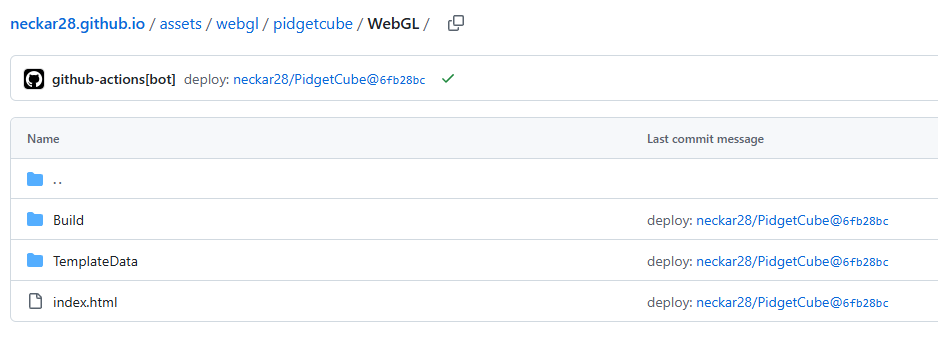 neckar28.github.io / assets / webgl / pidgetcube / WebGL /
github-actions[bot] deploy: neckar28/PidgetCube@6fb28bc
Name Last commit message
..
Build deploy: neckar28/PidgetCube@6fb28bc
TemplateData deploy: neckar28/PidgetCube@6fb28bc
index.html deploy: neckar28/PidgetCube@6fb28bc